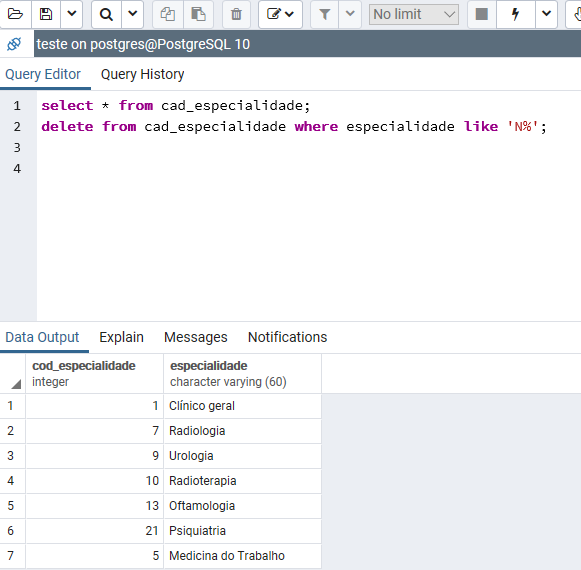 No limit
teste on postgres@PostgreSQL 10
Query Editor Query History
1 select * from cad_especialidade;
2 delete from cad_especialidade where especialidade like 'N%';
3
4
Data Output Explain Messages Notifications
cod_especialidade especialidade
integer character varying (60)
1 1 Clínico geral
2 7 Radiologia
3 9 Urologia
4 10 Radioterapia
5 13 Oftamologia
6 21 Psiquiatria
7 5 Medicina do Trabalho